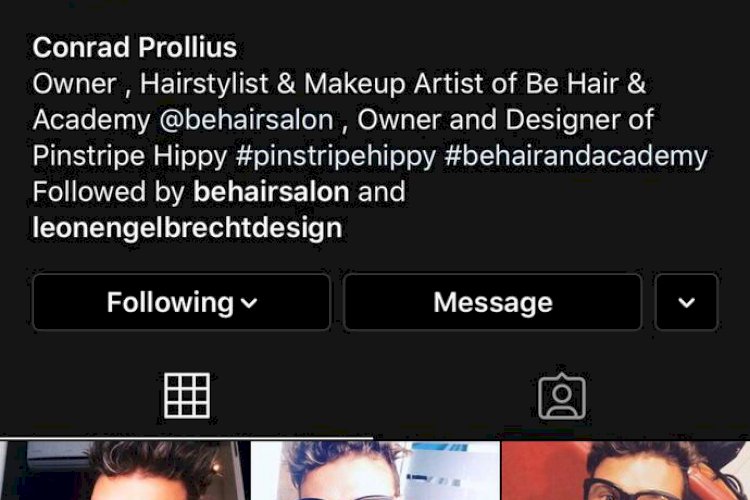 Conrad Prollius
Owner , Hairstylist & Makeup Artist of Be Hair &
Academy @behairsalon , Owner and Designer of
Pinstripe Hippy #pinstripehippy #behairandacademy
Followed by behairsalon and
leonengelbrechtdesign
Following
Message